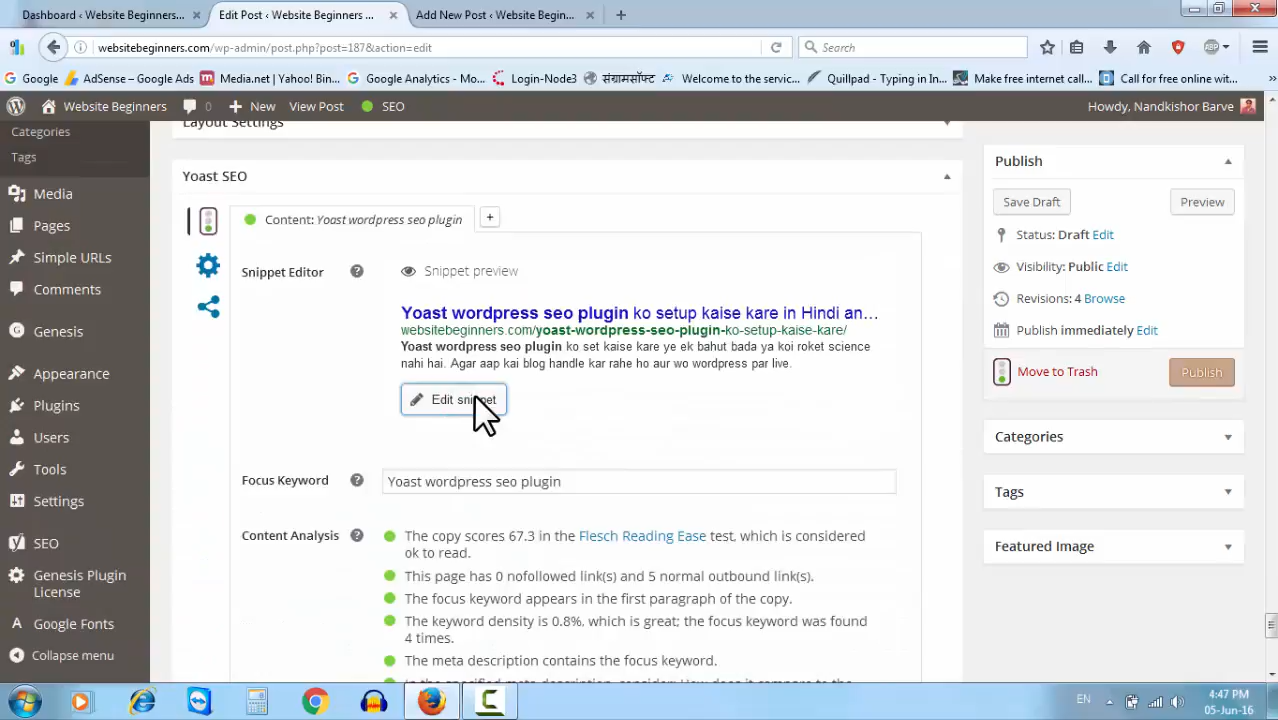 Dashboard ‹ Website Beginners...
Edit Post ‹ Website Beginners ...
Add New Post ‹ Website Begin...
websitebeginners.com/wp-admin/post.php?post=187&action=edit
Search
ABP
Google
AdSense – Google Ads
Media.net | Yahoo! Bin...
Google Analytics - Mo...
Login-Node3
संग्रामसॉफ्ट
Welcome to the servic...
Quillpad - Typing in In...
Make free internet call...
Call for free online wit...
Website Beginners
0
New
View Post
SEO
Howdy, Nandkishor Barve
Categories
Tags
Media
Pages
Simple URLs
Comments
Genesis
Appearance
Plugins
Users
Tools
Settings
SEO
Genesis Plugin
License
Google Fonts
Collapse menu
Layout Settings
Yoast SEO
Content: Yoast wordpress seo plugin
+
Snippet Editor
Snippet preview
Yoast wordpress seo plugin ko setup kaise kare in Hindi an...
websitebeginners.com/yoast-wordpress-seo-plugin-ko-setup-kaise-kare/
Yoast wordpress seo plugin ko set kaise kare ye ek bahut bada ya koi roket science
nahi hai. Agar aap kai blog handle kar rahe ho aur wo wordpress par live.
Edit snippet
Focus Keyword
Yoast wordpress seo plugin
Content Analysis
The copy scores 67.3 in the Flesch Reading Ease test, which is considered
ok to read.
This page has 0 nofollowed link(s) and 5 normal outbound link(s).
The focus keyword appears in the first paragraph of the copy.
The keyword density is 0.8%, which is great; the focus keyword was found
4 times.
The meta description contains the focus keyword.
In the specified meta description, consider: How does it compare to the
Publish
Save Draft
Preview
Status: Draft Edit
Visibility: Public Edit
Revisions: 4 Browse
Publish immediately Edit
Move to Trash
Publish
Categories
Tags
Featured Image
EN
4:47 PM
05-Jun-16